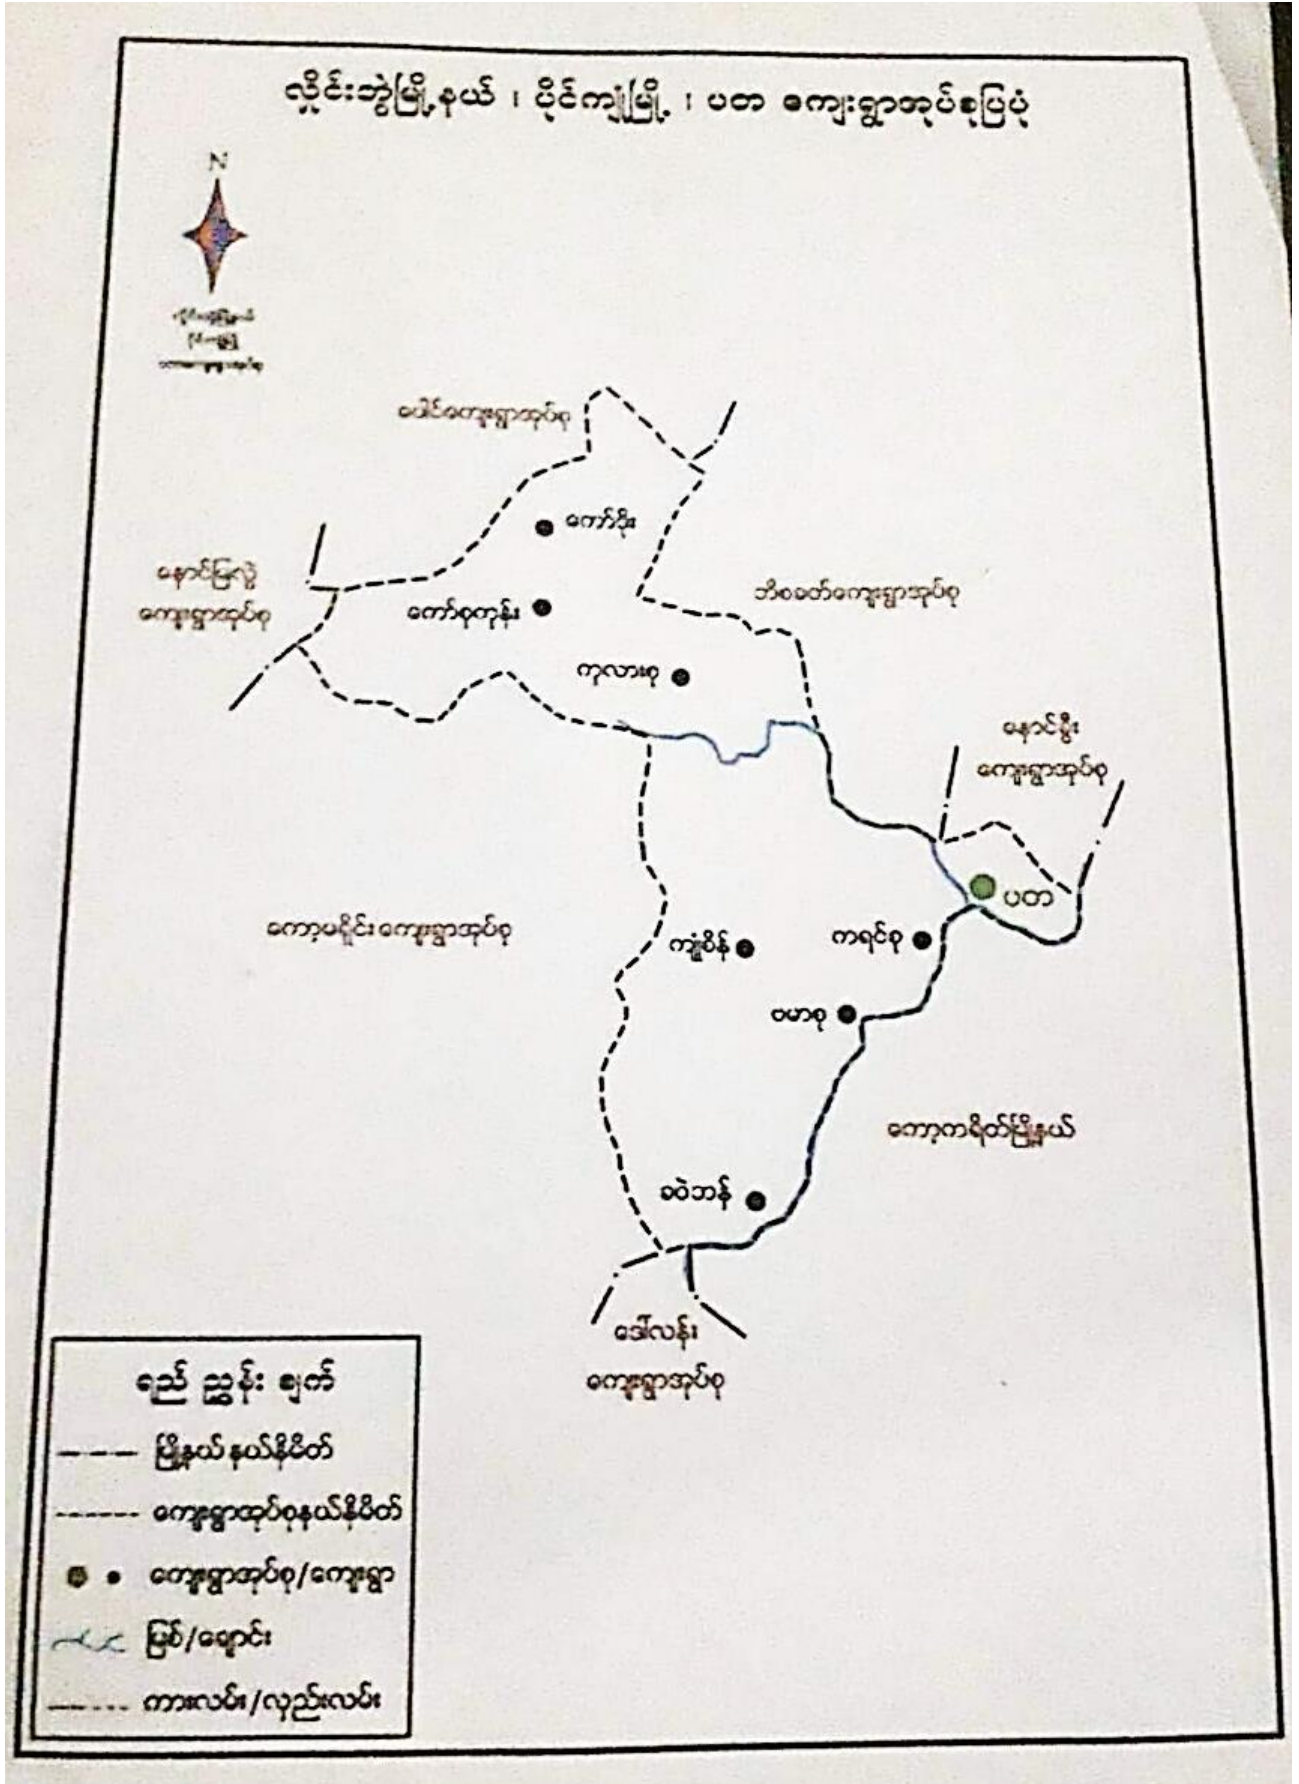 လှိုင်းဘွဲမြို့နယ် ၊ ပိုင်ကျုံမြို့ ၊ ပတ ကျေးရွာအုပ်စုပြပုံ
N
ပေါင်ကျေးရွာအုပ်စု
ကော်ဒိုး
နောင်မြလွဲ
ကျေးရွာအုပ်စု
ဘိစခတ်ကျေးရွာအုပ်စု
ကော်စုကုန်း
ကုလားစု
နောင်ခွီး
ကျေးရွာအုပ်စု
ပတ
ကော့မရှိုင်း ကျေးရွာအုပ်စု
ကျုံစိန်
ကရင်စု
ဗမာစု
ကော့ကရိတ်မြို့နယ်
ခဝဲဘန်
ဒေါ်လန်း
ကျေးရွာအုပ်စု
ရည် ညွှန်း ချက်
မြို့နယ် နယ်နိမိတ်
ကျေးရွာအုပ်စုနယ်နိမိတ်
ကျေးရွာအုပ်စု/ကျေးရွာ
မြစ်/ချောင်း
ကားလမ်း/လှည်းလမ်း